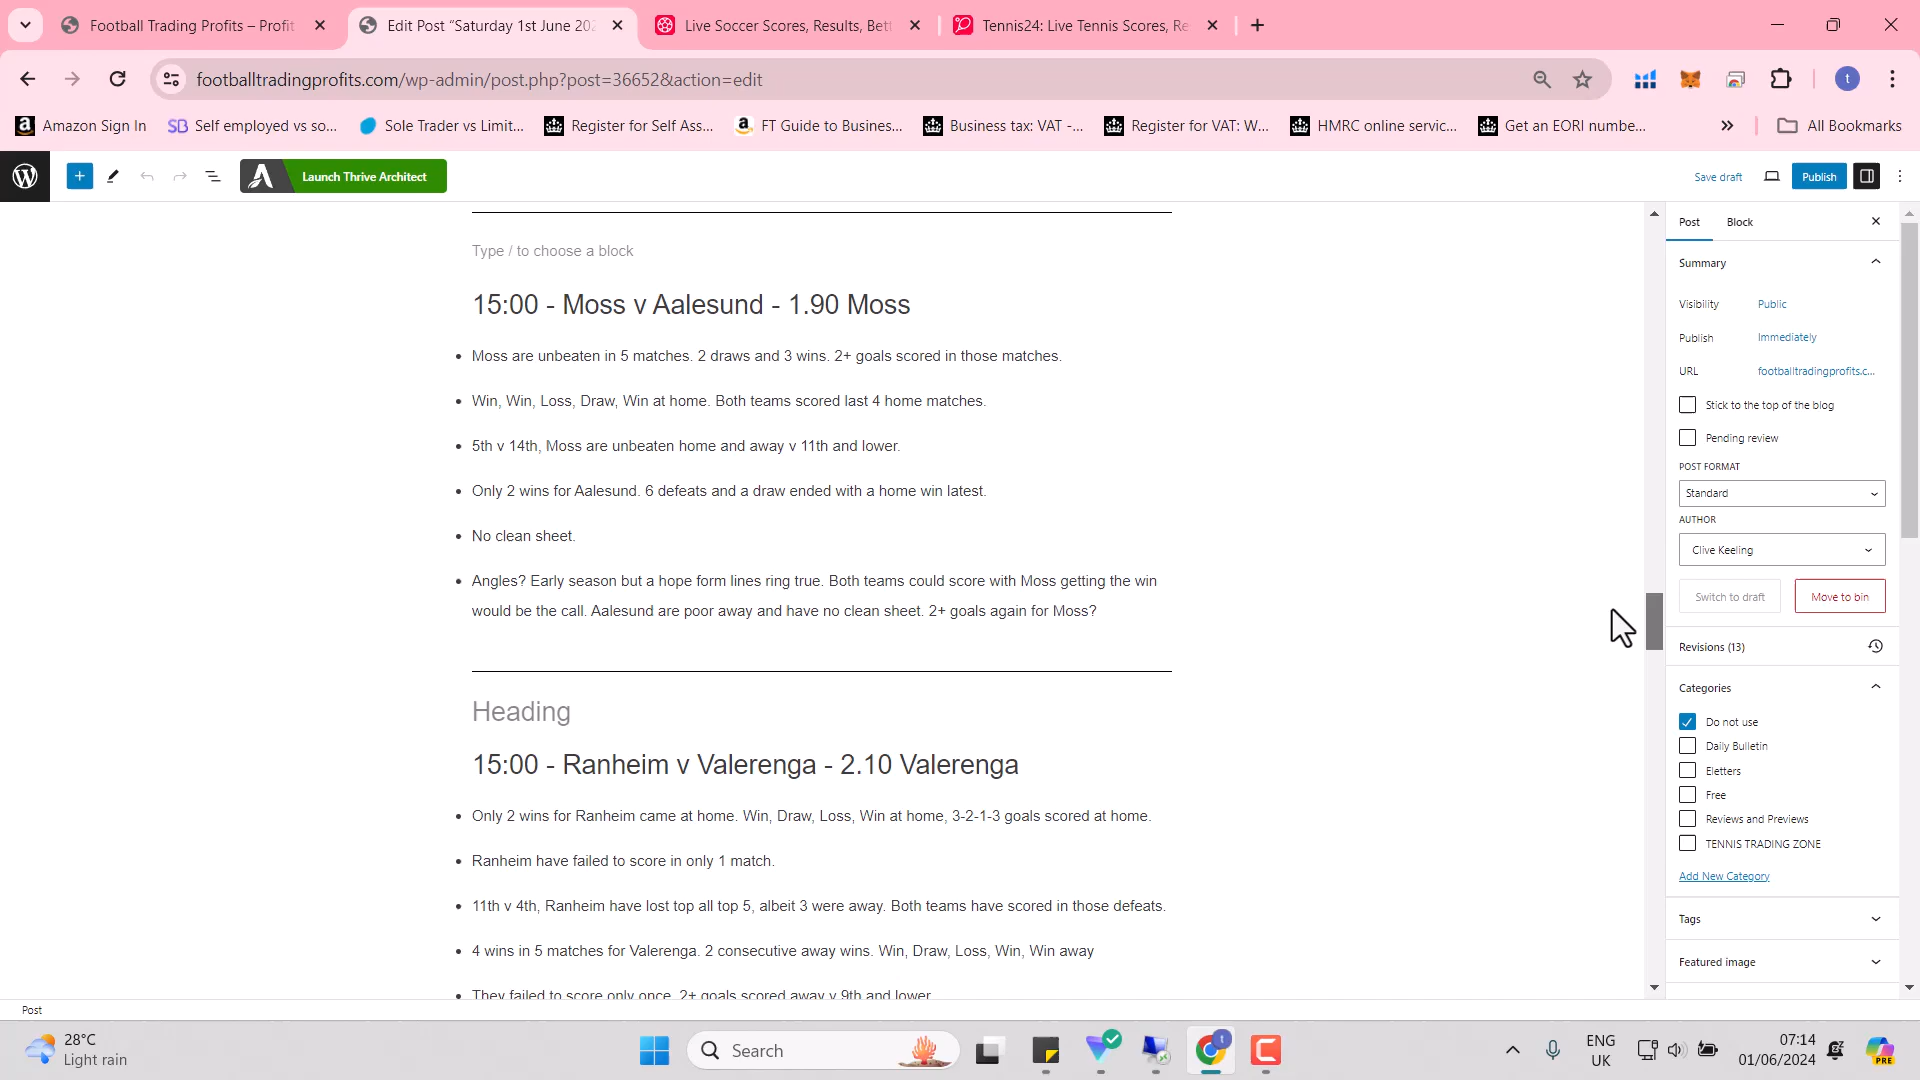 Football Trading Profits – Profit
Edit Post “Saturday 1st June 202
Live Soccer Scores, Results, Bett
Tennis24: Live Tennis Scores, Re
footballtradingprofits.com/wp-admin/post.php?post=36652&action=edit
t
Amazon Sign In
Self employed vs so...
Sole Trader vs Limit...
Register for Self Ass...
FT Guide to Busines...
Business tax: VAT -...
Register for VAT: W...
HMRC online servic...
Get an EORI numbe...
All Bookmarks
Launch Thrive Architect
Save draft
Publish
Type / to choose a block
15:00 - Moss v Aalesund - 1.90 Moss
• Moss are unbeaten in 5 matches. 2 draws and 3 wins. 2+ goals scored in those matches.
• Win, Win, Loss, Draw, Win at home. Both teams scored last 4 home matches.
• 5th v 14th, Moss are unbeaten home and away v 11th and lower.
• Only 2 wins for Aalesund. 6 defeats and a draw ended with a home win latest.
• No clean sheet.
• Angles? Early season but a hope form lines ring true. Both teams could score with Moss getting the win
would be the call. Aalesund are poor away and have no clean sheet. 2+ goals again for Moss?
Heading
15:00 - Ranheim v Valerenga - 2.10 Valerenga
• Only 2 wins for Ranheim came at home. Win, Draw, Loss, Win at home, 3-2-1-3 goals scored at home.
• Ranheim have failed to score in only 1 match.
• 11th v 4th, Ranheim have lost top all top 5, albeit 3 were away. Both teams have scored in those defeats.
• 4 wins in 5 matches for Valerenga. 2 consecutive away wins. Win, Draw, Loss, Win, Win away
• They failed to score only once. 2+ goals scored away v 9th and lower.
Post
Block
Summary
Visibility
Public
Publish
Immediately
URL
footballtradingprofits.c...
Stick to the top of the blog
Pending review
POST FORMAT
Standard
AUTHOR
Clive Keeling
Switch to draft
Move to bin
Revisions (13)
Categories
Do not use
Daily Bulletin
Eletters
Free
Reviews and Previews
TENNIS TRADING ZONE
Add New Category
Tags
Featured image
Post
28°C
Light rain
Search
t
ENG
UK
07:14
01/06/2024
PRE